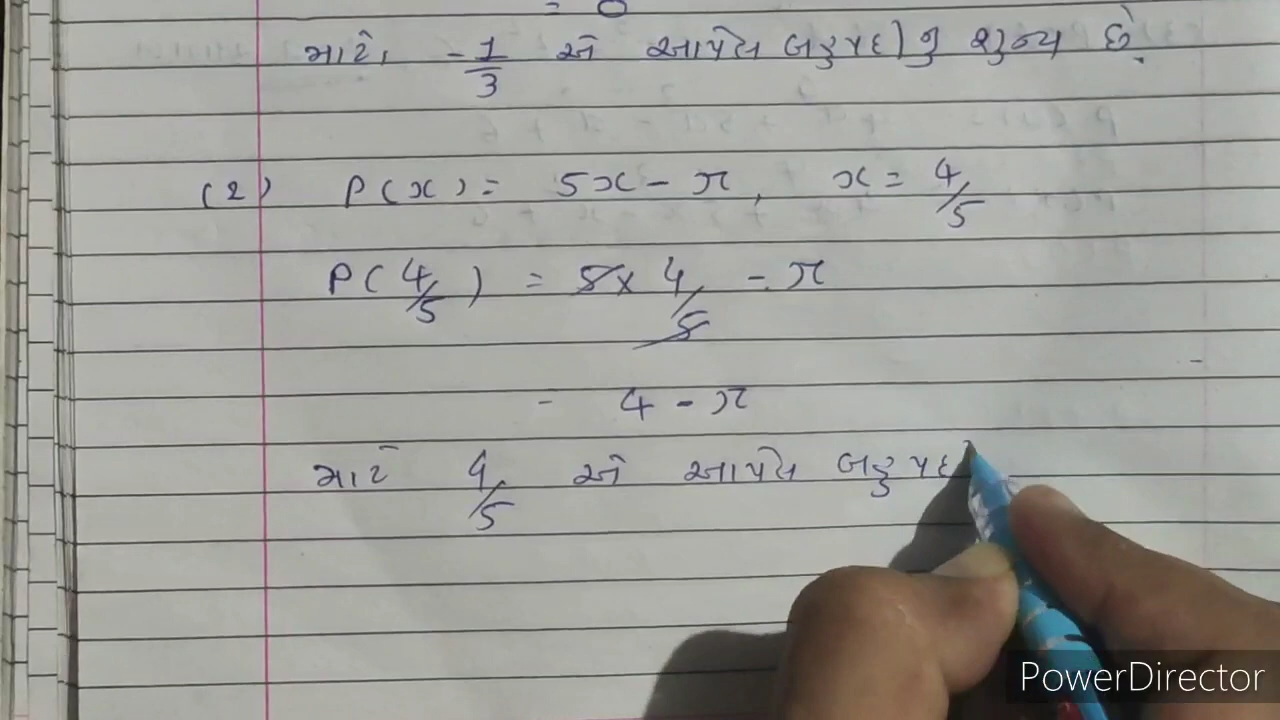 = 0
માટે, -1/3 એ આપેલ બહુપદીનું શૂન્ય છે.
(2) P(x) = 5x - π, x = 4/5
P(4/5) = 5 x 4/5 - π
- 4 - π
માટે 4/5 એ આપેલ બહુપદ
PowerDirector